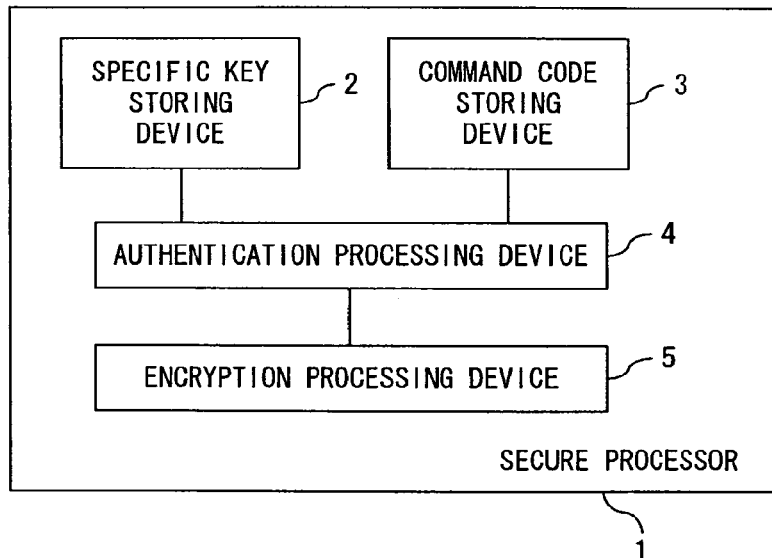 SPECIFIC KEY
STORING
DEVICE
2
COMMAND CODE
STORING
DEVICE
3
AUTHENTICATION PROCESSING DEVICE
4
ENCRYPTION PROCESSING DEVICE
5
SECURE PROCESSOR
1